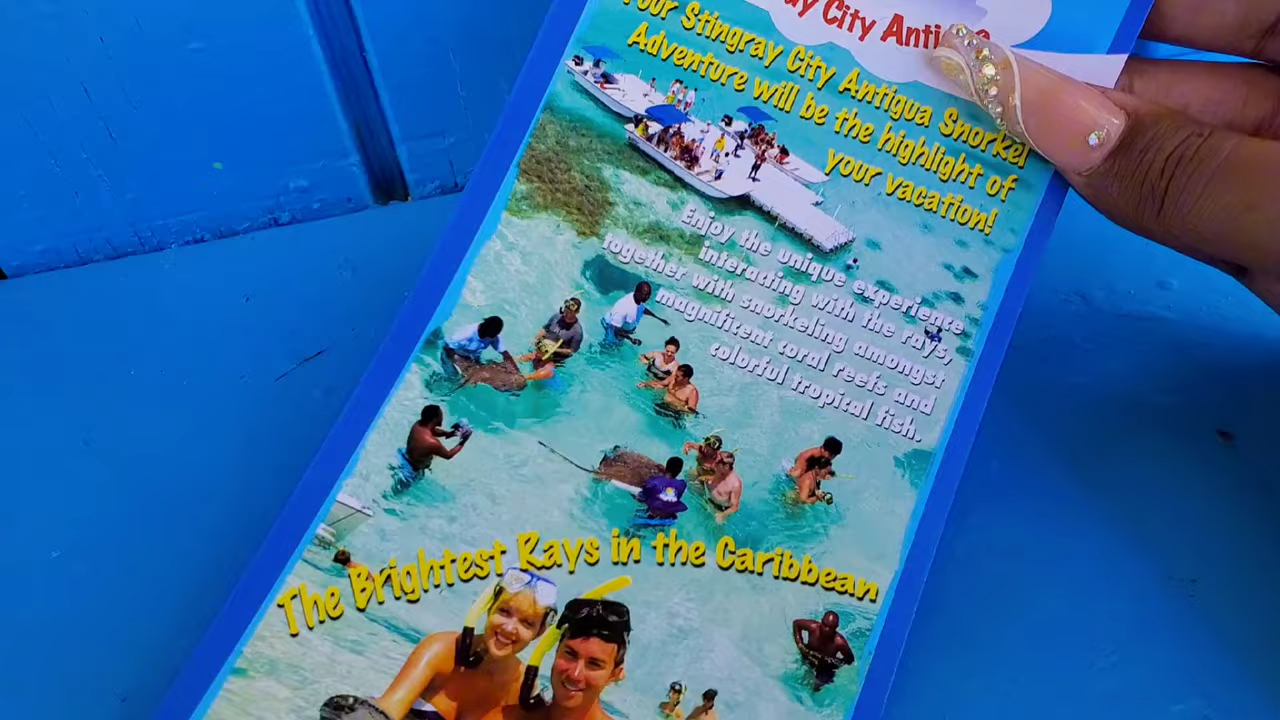 City Antigua
Your Stingray City Antigua Snorkel
Adventure will be the highlight of
your vacation!
Enjoy the unique experience
interacting with the rays,
together with snorkeling amongst
magnificent coral reefs and
colorful tropical fish.
The Brightest Rays in the Caribbean